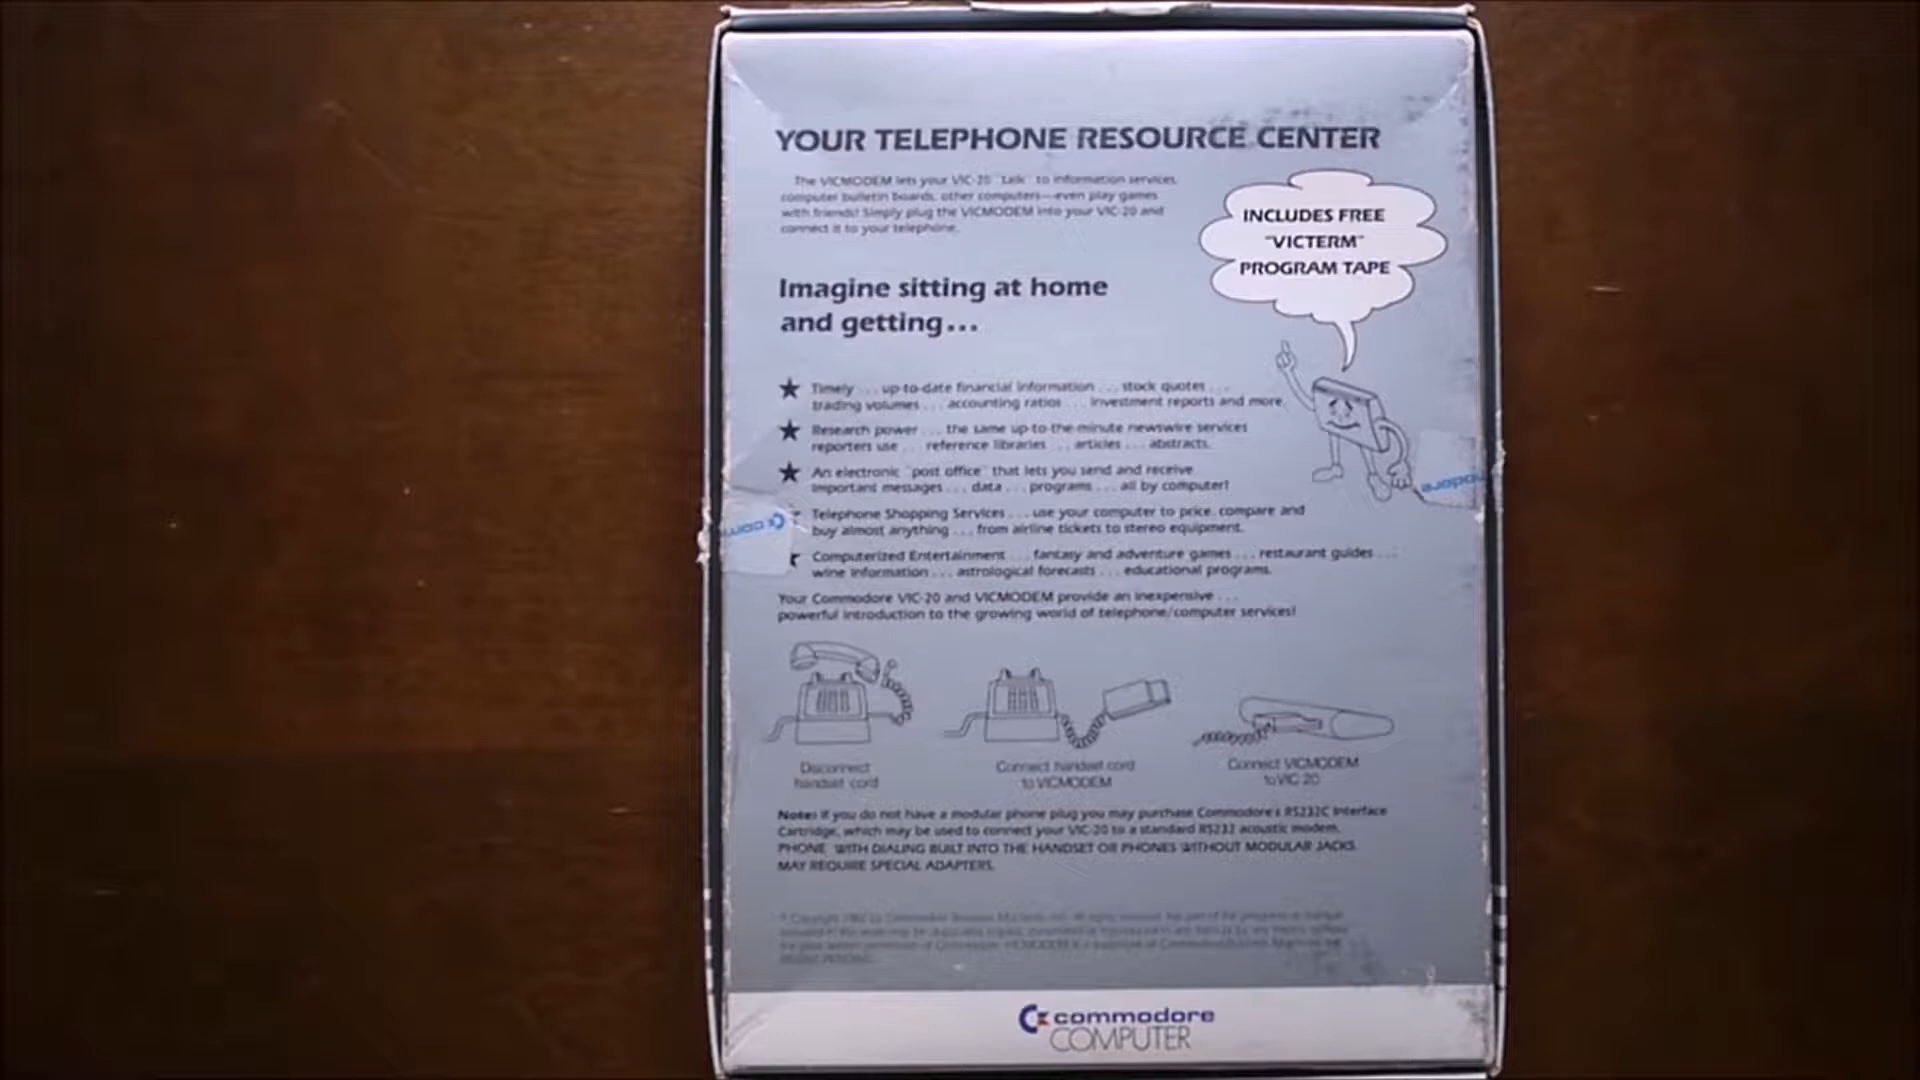 YOUR TELEPHONE RESOURCE CENTER
The VICMODEM lets your VIC-20 "talk" to information services,
computer bulletin boards, other computers—even play games
with friends! Simply plug the VICMODEM into your VIC-20 and
connect it to your telephone.
INCLUDES FREE
"VICTERM"
PROGRAM TAPE
Imagine sitting at home
and getting...
★ Timely ... up-to-date financial information ... stock quotes ...
trading volumes ... accounting ratios ... investment reports and more.
★ Research power ... the same up-to-the-minute newswire services
reporters use ... reference libraries ... articles ... abstracts.
★ An electronic "post office" that lets you send and receive
important messages ... data ... programs ... all by computer!
Telephone Shopping Services ... use your computer to price, compare and
buy almost anything ... from airline tickets to stereo equipment.
Computerized Entertainment ... fantasy and adventure games ... restaurant guides ...
wine information ... astrological forecasts ... educational programs.
Your Commodore VIC-20 and VICMODEM provide an inexpensive ...
powerful introduction to the growing world of telephone/computer services!
Disconnect
handset cord
Connect handset cord
to VICMODEM
Connect VICMODEM
to VIC 20
Note: If you do not have a modular phone plug you may purchase Commodore's RS232C Interface
Cartridge, which may be used to connect your VIC-20 to a standard RS232 acoustic modem.
PHONE WITH DIALING BUILT INTO THE HANDSET OR PHONES WITHOUT MODULAR JACKS.
MAY REQUIRE SPECIAL ADAPTERS.
commodore
COMPUTER